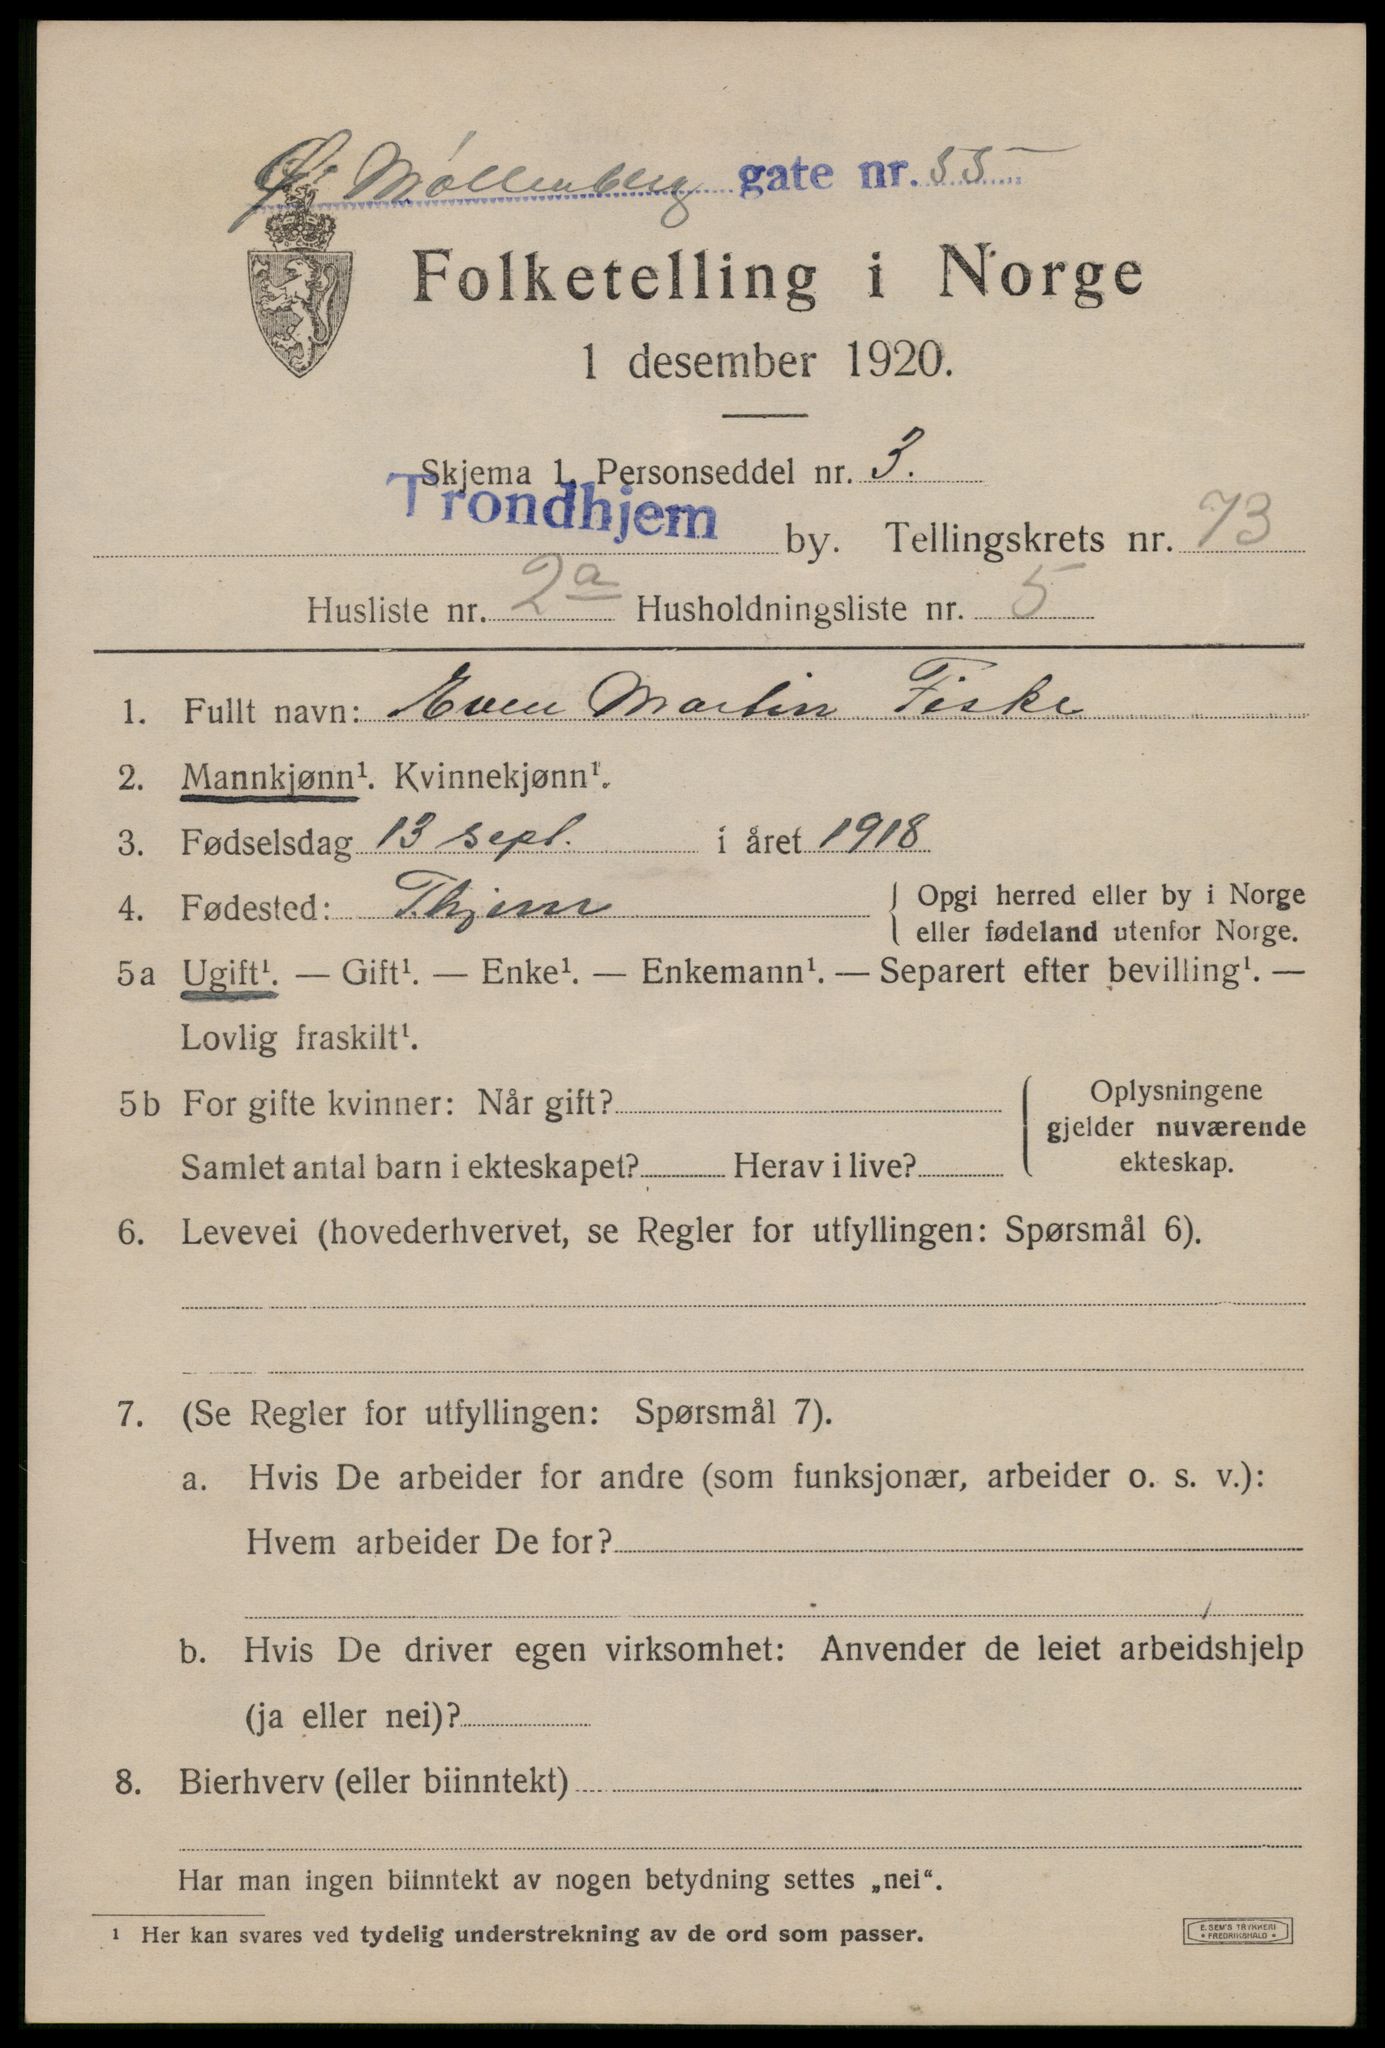 Ø. Møllenberg gate nr. 55
Folketelling i Norge
1 desember 1920.
Skjema 1. Personseddel nr. 3.
Trondhjem by. Tellingskrets nr. 73
Husliste nr. 2a Husholdningsliste nr. 5
1. Fullt navn: Even Martin Fiske
2. Mannkjønn¹. Kvinnekjønn¹.
3. Fødselsdag 13 sept. i året 1918
4. Fødested: Thjem { Opgi herred eller by i Norge
eller fødeland utenfor Norge.
5a Ugift¹. — Gift¹. — Enke¹. — Enkemann¹. — Separert efter bevilling¹. —
Lovlig fraskilt¹.
5b For gifte kvinner: Når gift? { Oplysningene
gjelder nuværende
Samlet antal barn i ekteskapet? Herav i live? ekteskap.
6. Levevei (hovederhvervet, se Regler for utfyllingen: Spørsmål 6).
7. (Se Regler for utfyllingen: Spørsmål 7).
a. Hvis De arbeider for andre (som funksjonær, arbeider o. s. v.):
Hvem arbeider De for?
b. Hvis De driver egen virksomhet: Anvender de leiet arbeidshjelp
(ja eller nei)?
8. Bierhverv (eller biinntekt)
Har man ingen biinntekt av nogen betydning settes „nei“.
¹ Her kan svares ved tydelig understrekning av de ord som passer.
E. SEM'S TRYKKERI
• FREDRIKSHALD •